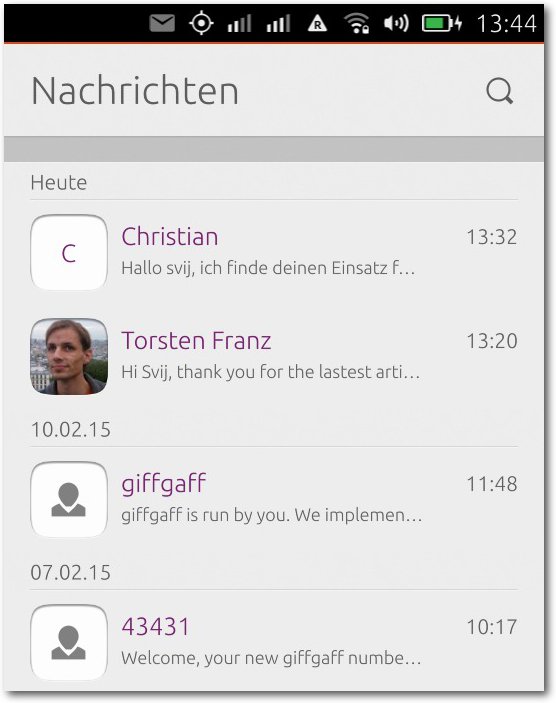 R 13:44
Nachrichten
Heute
C
Christian 13:32
Hallo svij, ich finde deinen Einsatz f...
Torsten Franz 13:20
Hi Svij, thank you for the lastest arti...
10.02.15
giffgaff 11:48
giffgaff is run by you. We implemen...
07.02.15
43431 10:17
Welcome, your new giffgaff numbe...